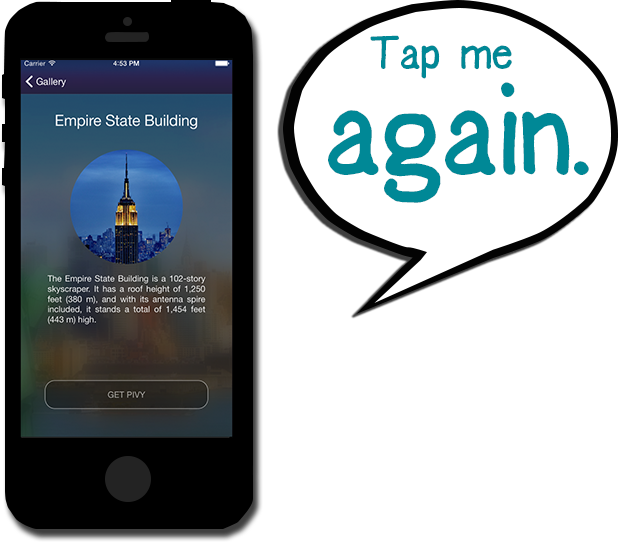 Carrier 4:53 PM
Gallery
Empire State Building
The Empire State Building is a 102-story
skyscraper. It has a roof height of 1,250
feet (380 m), and with its antenna spire
included, it stands a total of 1,454 feet
(443 m) high.
GET PIVY
Tap me
again.